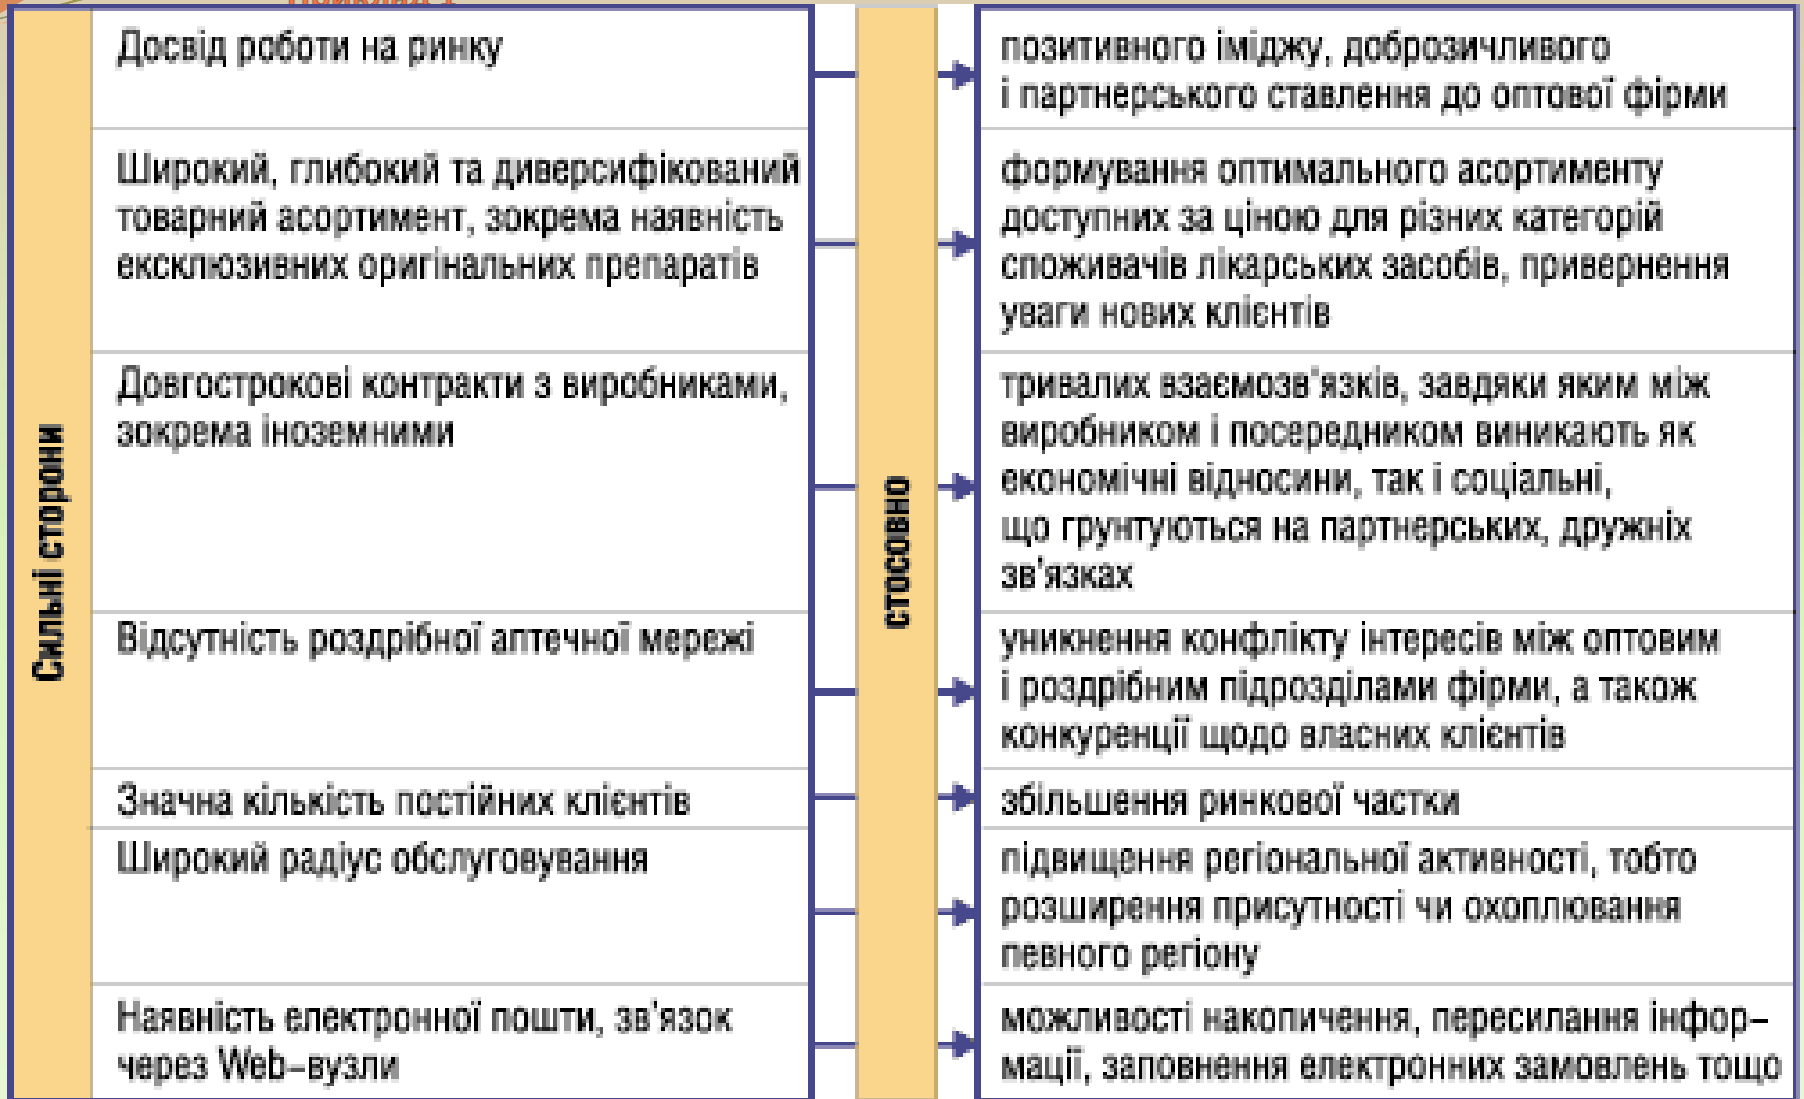 Сильні сторони
Досвід роботи на ринку
стосовно
позитивного іміджу, доброзичливого
і партнерського ставлення до оптової фірми
Широкий, глибокий та диверсифікований
товарний асортимент, зокрема наявність
ексклюзивних оригінальних препаратів
формування оптимального асортименту
доступних за ціною для різних категорій
споживачів лікарських засобів, привернення
уваги нових клієнтів
Довгострокові контракти з виробниками,
зокрема іноземними
тривалих взаємозв'язків, завдяки яким між
виробником і посередником виникають як
економічні відносини, так і соціальні,
що грунтуються на партнерських, дружніх
зв'язках
Відсутність роздрібної аптечної мережі
уникнення конфлікту інтересів між оптовим
і роздрібним підрозділами фірми, а також
конкуренції щодо власних клієнтів
Значна кількість постійних клієнтів
збільшення ринкової частки
Широкий радіус обслуговування
підвищення регіональної активності, тобто
розширення присутності чи охоплювання
певного регіону
Наявність електронної пошти, зв'язок
через Web–вузли
можливості накопичення, пересилання інфор–
мації, заповнення електронних замовлень тощо